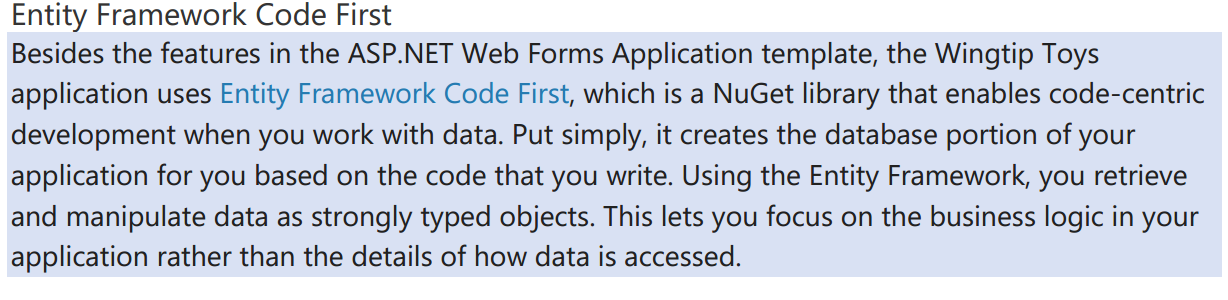 Entity Framework Code First
Besides the features in the ASP.NET Web Forms Application template, the Wingtip Toys
application uses Entity Framework Code First, which is a NuGet library that enables code-centric
development when you work with data. Put simply, it creates the database portion of your
application for you based on the code that you write. Using the Entity Framework, you retrieve
and manipulate data as strongly typed objects. This lets you focus on the business logic in your
application rather than the details of how data is accessed.